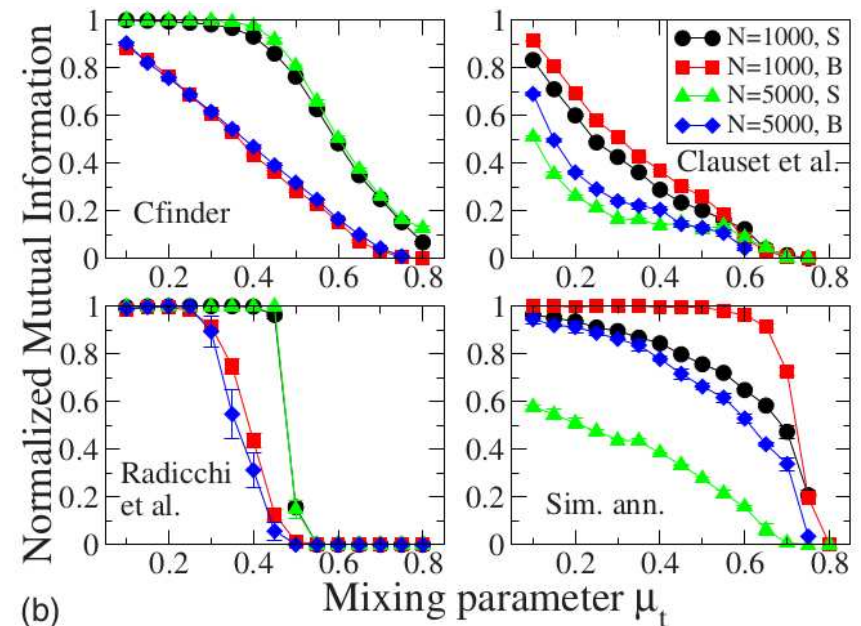 Normalized Mutual Information
1
0.8
0.6
0.4
0.2
0
Cfinder
0.2 0.4 0.6 0.8
1
0.8
0.6
0.4
0.2
0
N=1000, S
N=1000, B
N=5000, S
N=5000, B
Clauset et al.
0.2 0.4 0.6 0.8
1
0.8
0.6
0.4
0.2
0
Radicchi
et al.
0.2 0.4 0.6 0.8
1
0.8
0.6
0.4
0.2
0
Sim. ann.
0.2 0.4 0.6 0.8
(b)
Mixing parameter μt